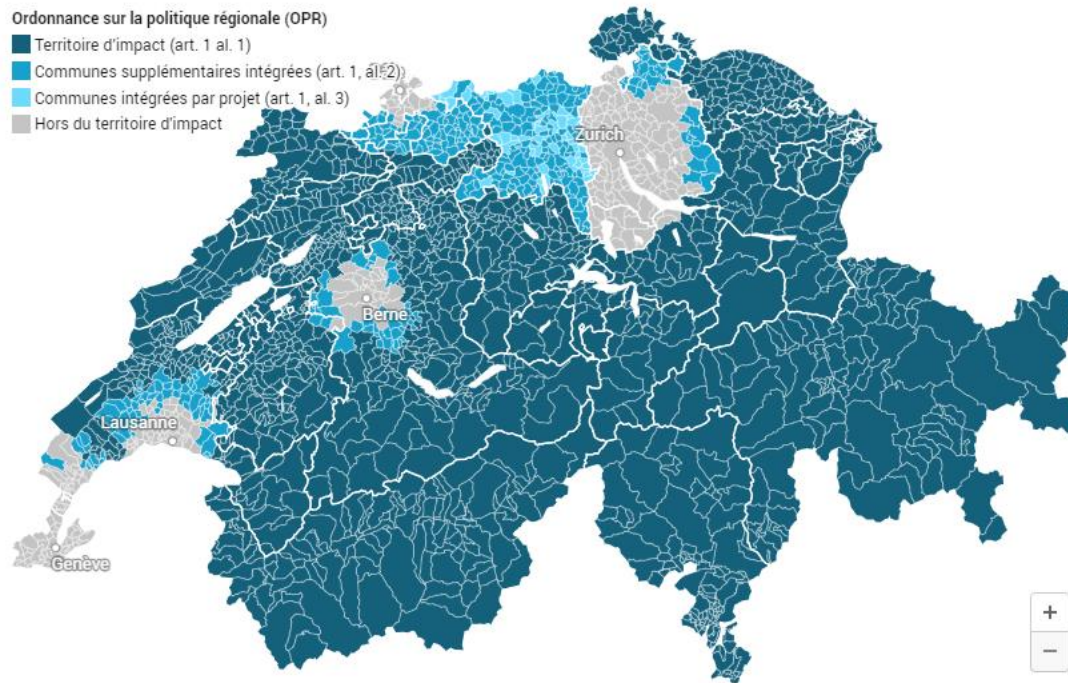 Ordonnance sur la politique régionale (OPR)
Territoire d'impact (art. 1 al. 1)
Communes supplémentaires intégrées (art. 1, al. 2)
Communes intégrées par projet (art. 1, al. 3)
Hors du territoire d'impact
Zurich
Berne
Lausanne
Genève
+
−